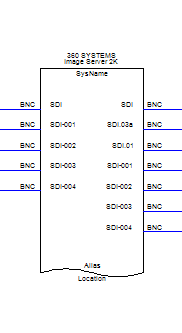 360 SYSTEMS
Image Server 2K
SysName
BNC SDI SDI BNC
BNC SDI-001 SDI.03a BNC
BNC SDI-002 SDI.01 BNC
BNC SDI-003 SDI-001 BNC
BNC SDI-004 SDI-002 BNC
SDI-003 BNC
SDI-004 BNC
Alias
Location